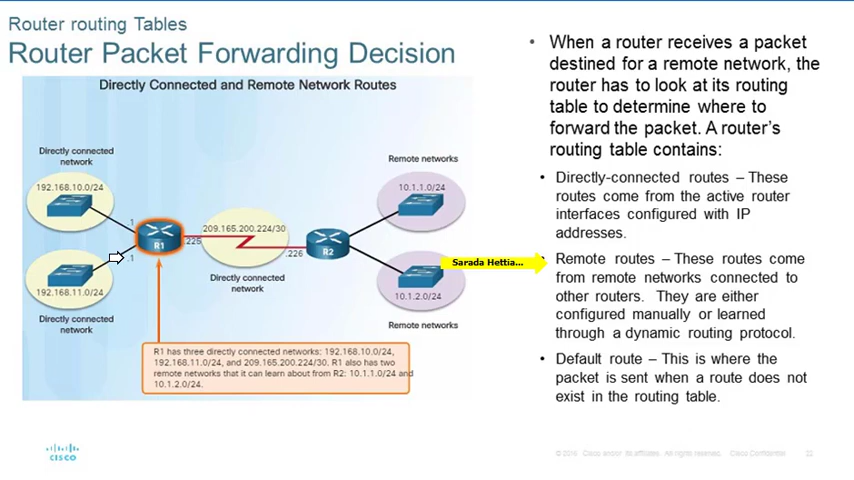 Router routing Tables
Router Packet Forwarding Decision
Directly Connected and Remote Network Routes
Directly connected
network
192.168.10.0/24
.1
R1
.1
192.168.11.0/24
Directly connected
network
209.165.200.224/30
.225
.226
Directly connected
network
R2
Remote networks
10.1.1.0/24
10.1.2.0/24
Remote networks
R1 has three directly connected networks: 192.168.10.0/24,
192.168.11.0/24, and 209.165.200.224/30. R1 also has two
remote networks that it can learn about from R2: 10.1.1.0/24 and
10.1.2.0/24.
Sarada Hettia...
• When a router receives a packet
destined for a remote network, the
router has to look at its routing
table to determine where to
forward the packet. A router's
routing table contains:
• Directly-connected routes – These
routes come from the active router
interfaces configured with IP
addresses.
Remote routes – These routes come
from remote networks connected to
other routers. They are either
configured manually or learned
through a dynamic routing protocol.
• Default route – This is where the
packet is sent when a route does not
exist in the routing table.
CISCO
Cisco and/or its affiliates. All rights reserved. Cisco Confidential